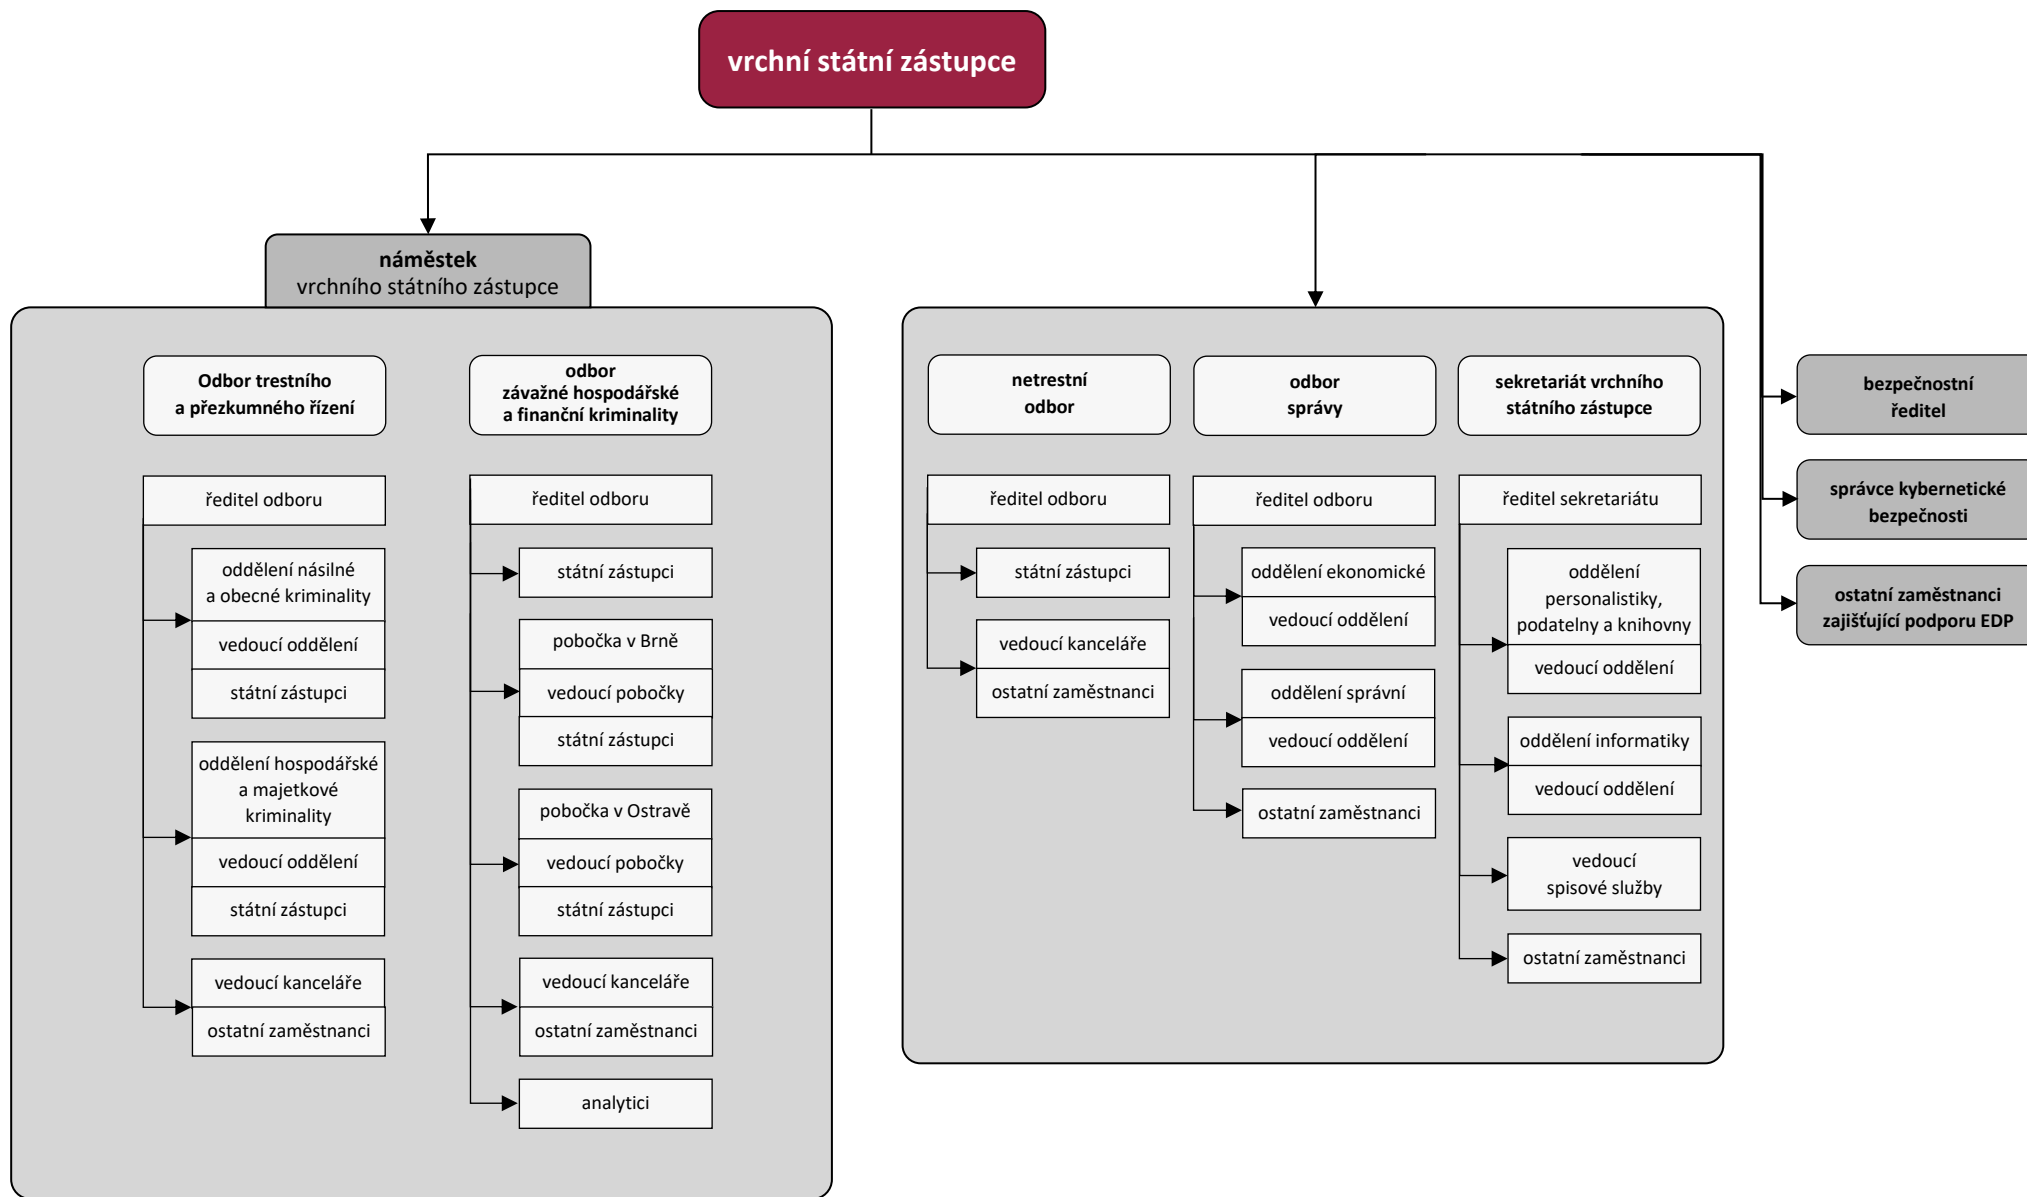 vrchní státní zástupce
náměstek
vrchního státního zástupce
Odbor trestního
a přezkumného řízení
ředitel odboru
oddělení násilné
a obecné kriminality
vedoucí oddělení
státní zástupci
oddělení hospodářské
a majetkové
kriminality
vedoucí oddělení
státní zástupci
vedoucí kanceláře
ostatní zaměstnanci
odbor
závažné hospodářské
a finanční kriminality
ředitel odboru
státní zástupci
pobočka v Brně
vedoucí pobočky
státní zástupci
pobočka v Ostravě
vedoucí pobočky
státní zástupci
vedoucí kanceláře
ostatní zaměstnanci
analytici
netrestní
odbor
ředitel odboru
státní zástupci
vedoucí kanceláře
ostatní zaměstnanci
odbor
správy
ředitel odboru
oddělení ekonomické
vedoucí oddělení
oddělení správní
vedoucí oddělení
ostatní zaměstnanci
sekretariát vrchního
státního zástupce
ředitel sekretariátu
oddělení
personalistiky,
podatelny a knihovny
vedoucí oddělení
oddělení informatiky
vedoucí oddělení
vedoucí
spisové služby
ostatní zaměstnanci
bezpečnostní
ředitel
správce kybernetické
bezpečnosti
ostatní zaměstnanci
zajišťující podporu EDP